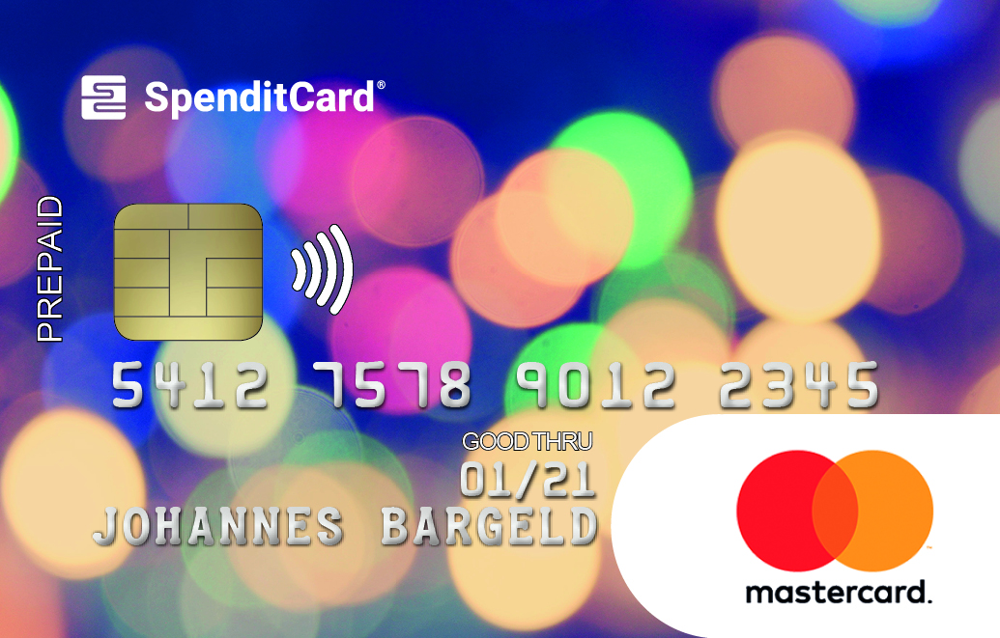 SpenditCard®
PREPAID
5412 7578 9012 2345
GOOD THRU
01/21
JOHANNES BARGELD
mastercard.